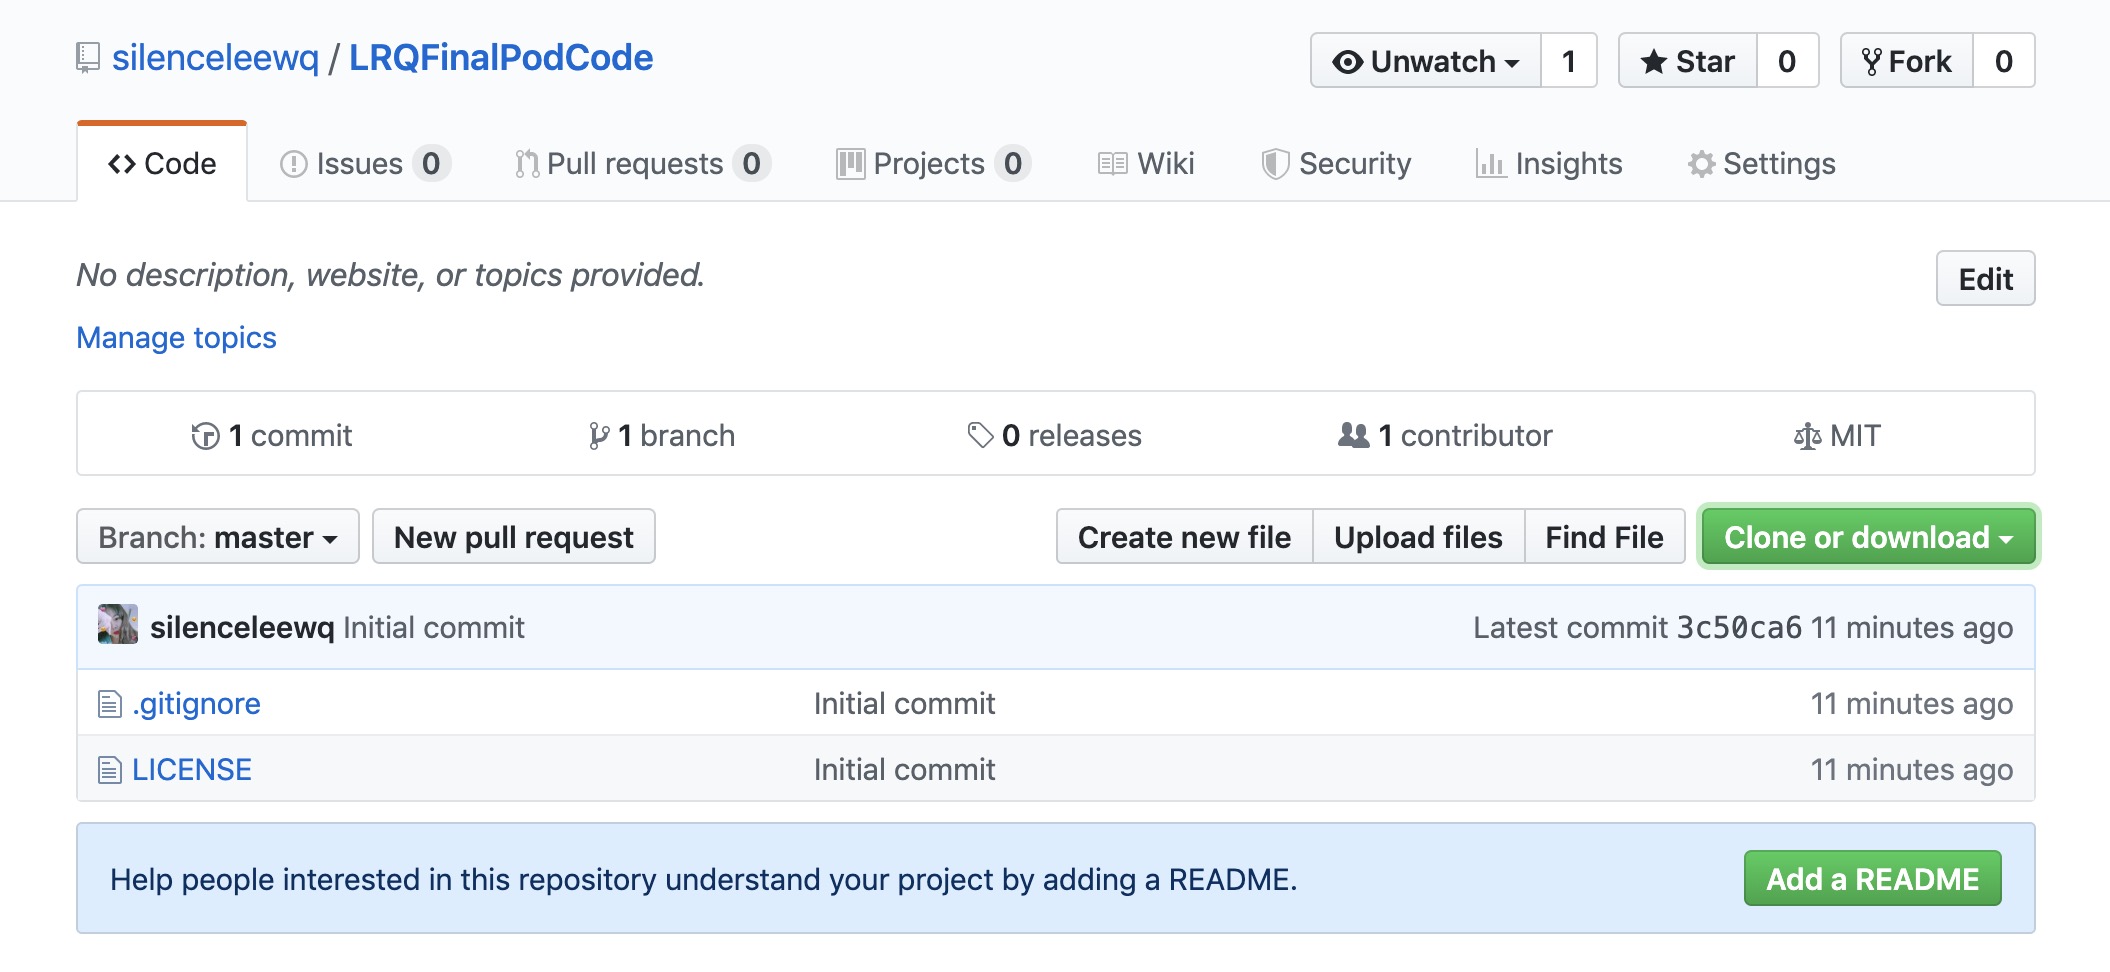 silenceleewq / LRQFinalPodCode
Unwatch 1 Star 0 Fork 0
Code Issues 0 Pull requests 0 Projects 0 Wiki Security Insights Settings
No description, website, or topics provided.
Edit
Manage topics
1 commit 1 branch 0 releases 1 contributor MIT
Branch: master New pull request Create new file Upload files Find File Clone or download
silenceleewq Initial commit Latest commit 3c50ca6 11 minutes ago
.gitignore Initial commit 11 minutes ago
LICENSE Initial commit 11 minutes ago
Help people interested in this repository understand your project by adding a README. Add a README